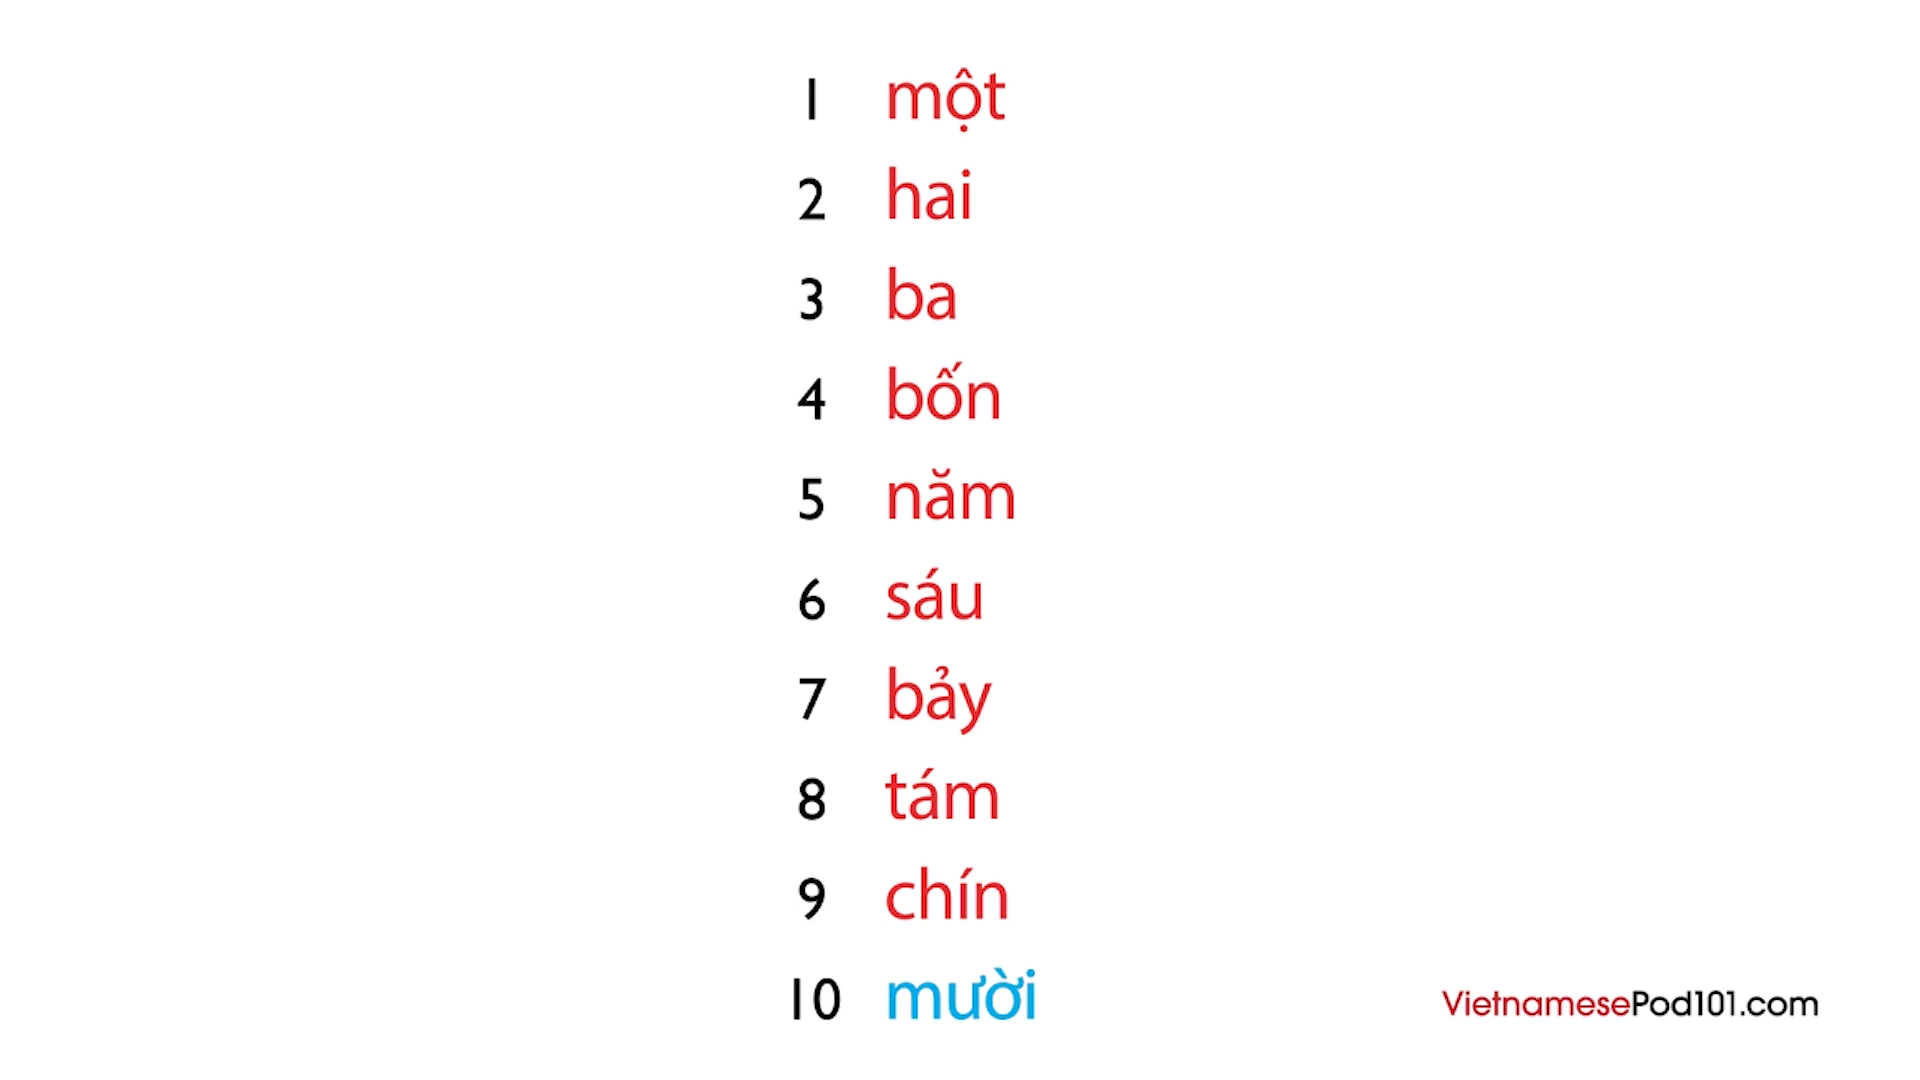 1 một
2 hai
3 ba
4 bốn
5 năm
6 sáu
7 bảy
8 tám
9 chín
10 mười
VietnamesePod101.com